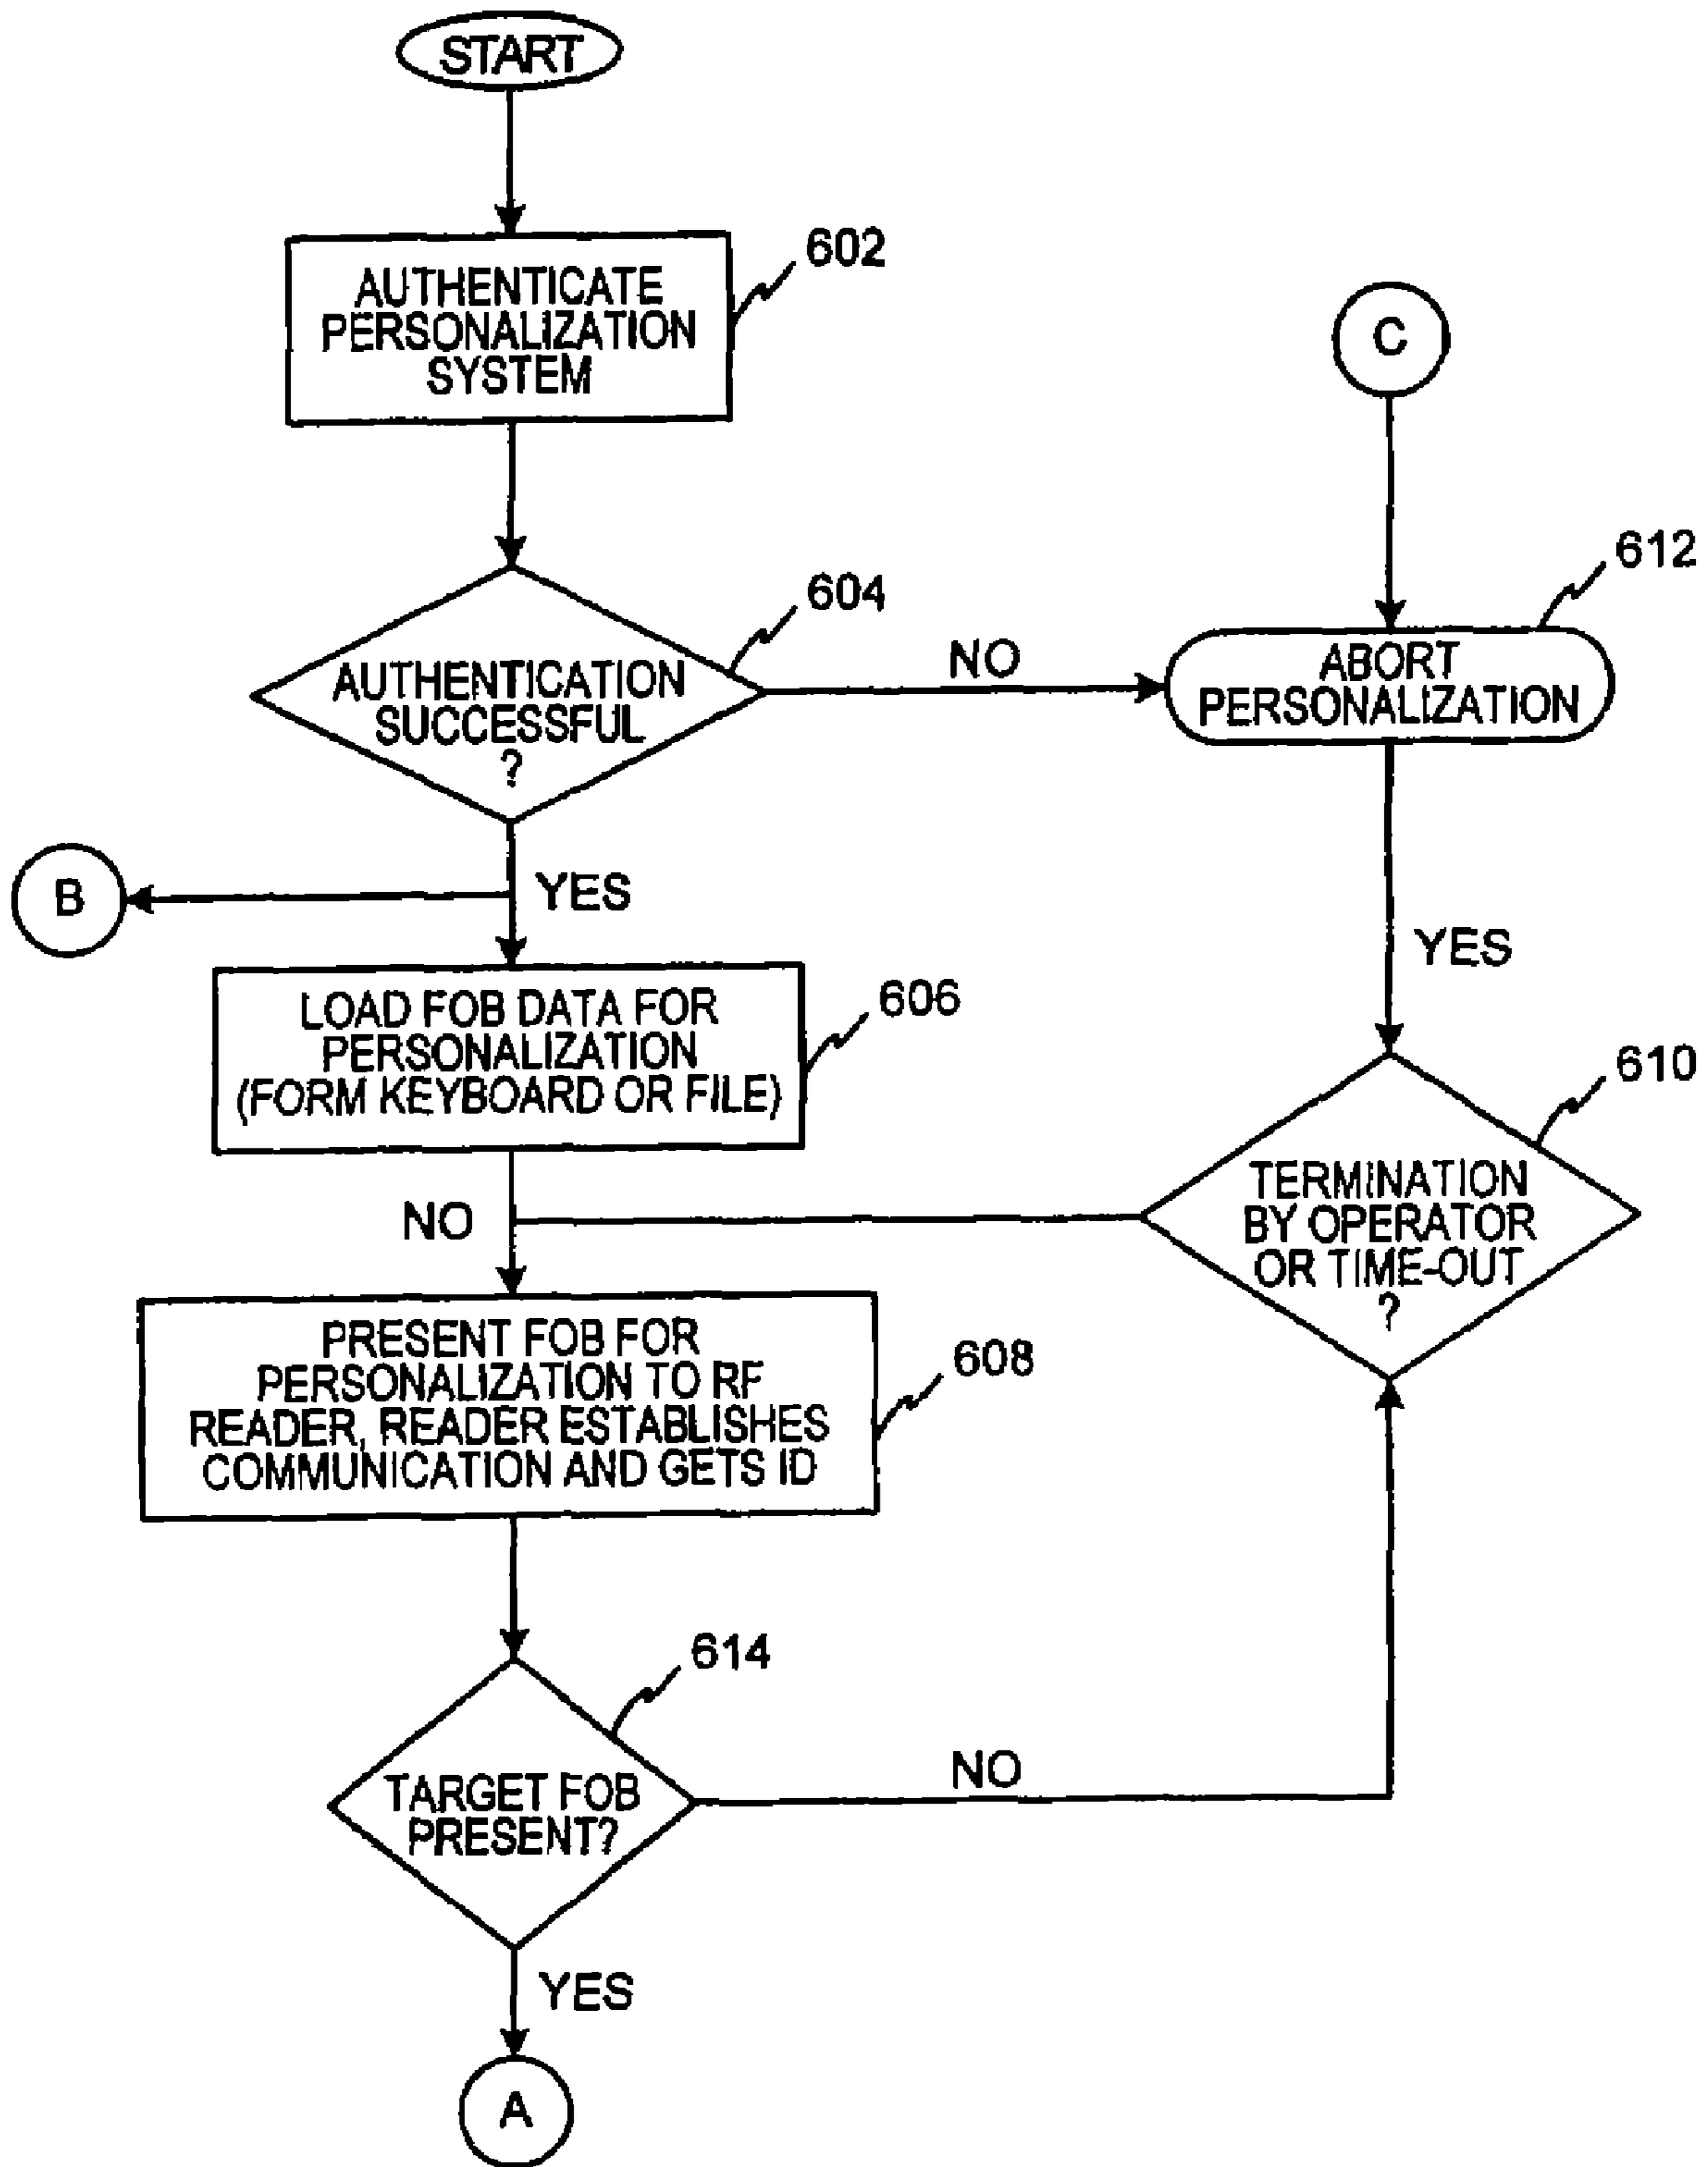 START
602
AUTHENTICATE
PERSONALIZATION
SYSTEM
C
604
612
AUTHENTICATION
SUCCESSFUL
?
NO
ABORT
PERSONALIZATION
B
YES
YES
606
LOAD FOB DATA FOR
PERSONALIZATION
(FORM KEYBOARD OR FILE)
610
TERMINATION
BY OPERATOR
OR TIME-OUT
?
NO
608
PRESENT FOB FOR
PERSONALIZATION TO RF
READER, READER ESTABLISHES
COMMUNICATION AND GETS ID
614
TARGET FOB
PRESENT?
NO
YES
A